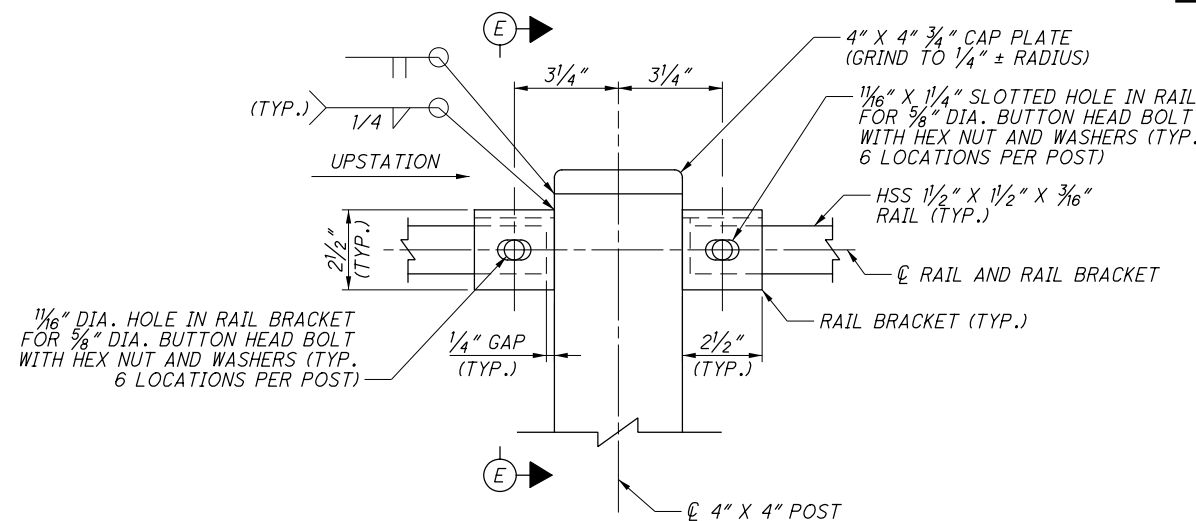 E
3 1/4" 3 1/4"
4" X 4" 3/4" CAP PLATE
(GRIND TO 1/4" ± RADIUS)
(TYP.)
1/4
11/16" X 1 1/4" SLOTTED HOLE IN RAIL
FOR 5/8" DIA. BUTTON HEAD BOLT
WITH HEX NUT AND WASHERS (TYP.
6 LOCATIONS PER POST)
UPSTATION
HSS 1 1/2" X 1 1/2" X 3/16"
RAIL (TYP.)
2 1/2"
(TYP.)
℄ RAIL AND RAIL BRACKET
RAIL BRACKET (TYP.)
11/16" DIA. HOLE IN RAIL BRACKET
FOR 5/8" DIA. BUTTON HEAD BOLT
WITH HEX NUT AND WASHERS (TYP.
6 LOCATIONS PER POST)
1/4" GAP
(TYP.)
2 1/2"
(TYP.)
E
℄ 4" X 4" POST